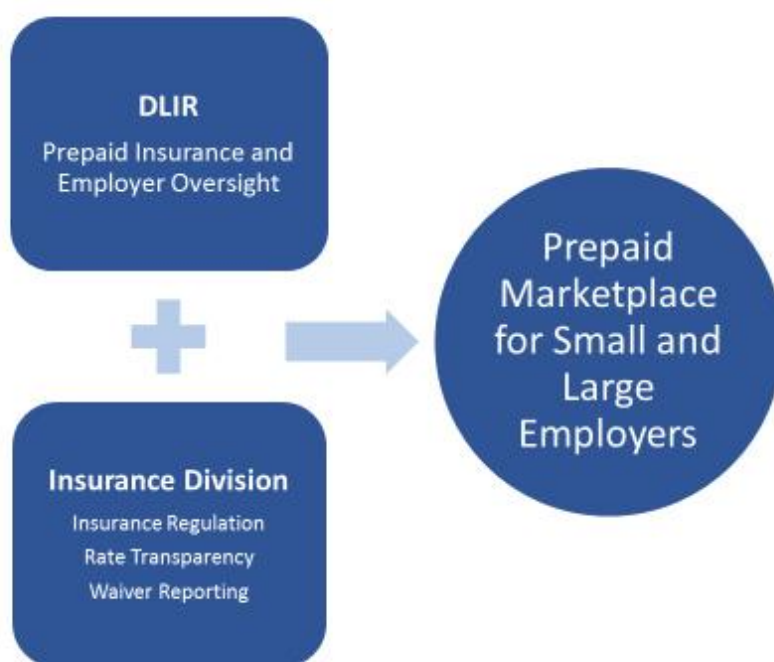 DLIR
Prepaid Insurance and
Employer Oversight
Insurance Division
Insurance Regulation
Rate Transparency
Waiver Reporting
Prepaid
Marketplace
for Small and
Large
Employers